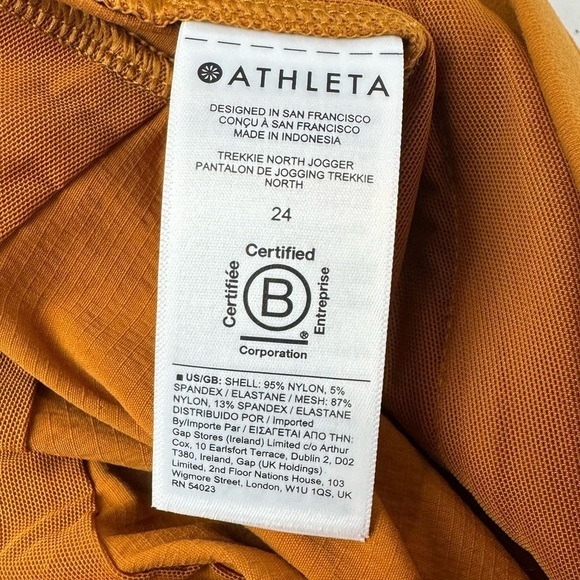 ATHLETA
DESIGNED IN SAN FRANCISCO
CONÇU À SAN FRANCISCO
MADE IN INDONESIA
TREKKIE NORTH JOGGER
PANTALON DE JOGGING TREKKIE
NORTH
24
Certified
Certifiée
B
Entreprise
®
Corporation
■ US/GB: SHELL: 95% NYLON, 5%
SPANDEX / ELASTANE / MESH: 87%
NYLON, 13% SPANDEX / ELASTANE
DISTRIBUIDO POR / Imported
By/Importe Par / ΕΙΣΑΓΕΤΑΙ ΑΠΟ ΤΗΝ:
Gap Stores (Ireland) Limited c/o Arthur
Cox, 10 Earlsfort Terrace, Dublin 2, D02
T380, Ireland, Gap (UK Holdings)
Limited, 2nd Floor Nations House, 103
Wigmore Street, London, W1U 1QS, UK
RN 54023